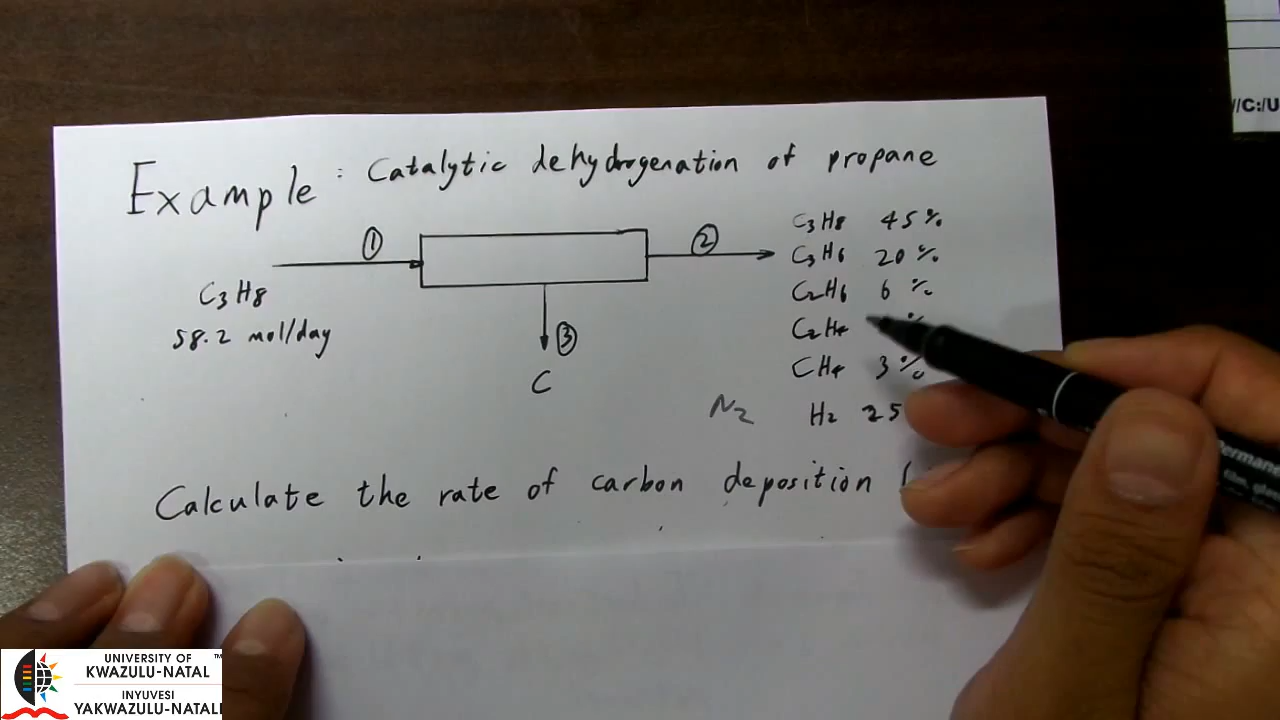 Example : Catalytic dehydrogenation of propane
①
②
③
C3H8
58.2 mol/day
C
C3H8 45 %
C3H6 20 %
C2H6 6 %
C2H4 %
CH4 3 %
N2 H2 25
Calculate the rate of carbon deposition (
//C:/U
Permanent
UNIVERSITY OF ™
KWAZULU-NATAL
INYUVESI
YAKWAZULU-NATALI